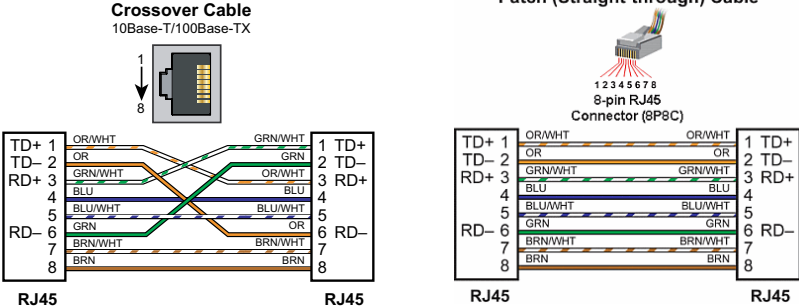 Crossover Cable
10Base-T/100Base-TX
1
8
TD+ 1 OR/WHT GRN/WHT 1 TD+
TD– 2 OR GRN 2 TD–
RD+ 3 GRN/WHT OR/WHT 3 RD+
4 BLU BLU 4
5 BLU/WHT BLU/WHT 5
RD– 6 GRN OR 6 RD–
7 BRN/WHT BRN/WHT 7
8 BRN BRN 8
RJ45 RJ45
Patch (Straight-through) Cable
1 2 3 4 5 6 7 8
8-pin RJ45
Connector (8P8C)
TD+ 1 OR/WHT OR/WHT 1 TD+
TD– 2 OR OR 2 TD–
RD+ 3 GRN/WHT GRN/WHT 3 RD+
4 BLU BLU 4
5 BLU/WHT BLU/WHT 5
RD– 6 GRN GRN 6 RD–
7 BRN/WHT BRN/WHT 7
8 BRN BRN 8
RJ45 RJ45